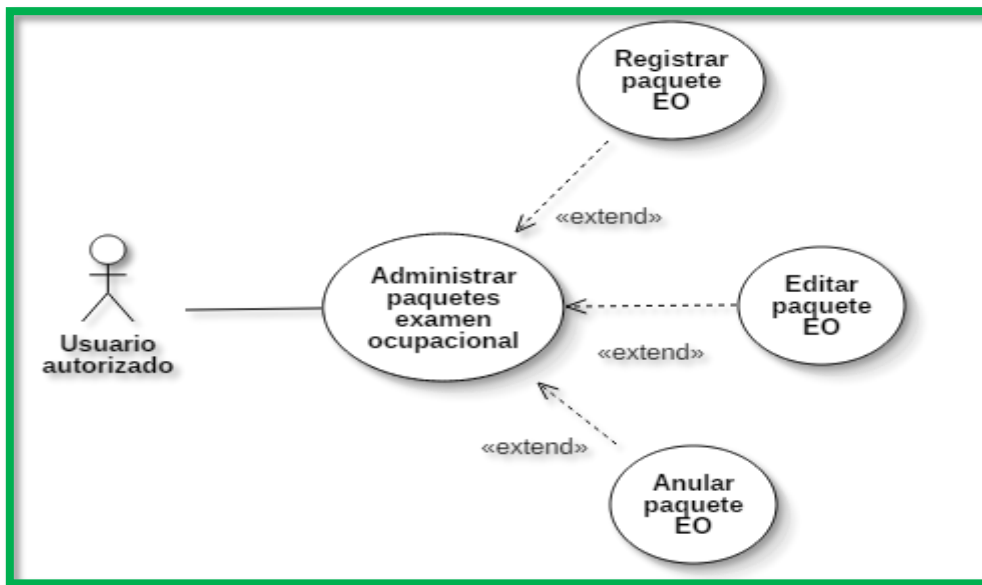 Registrar
paquete
EO
«extend»
Administrar
paquetes
examen
ocupacional
Editar
paquete
EO
«extend»
Usuario
autorizado
«extend»
Anular
paquete
EO